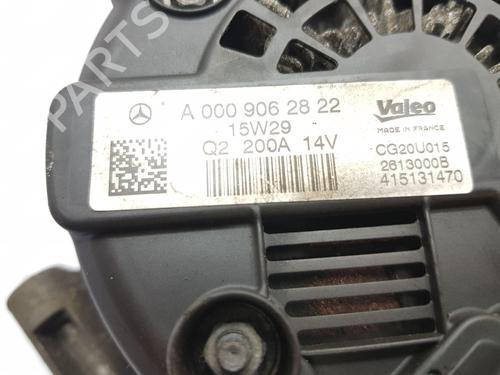 A 000 906 28 22
15W29
Q2 200A 14V
Valeo
MADE IN FRANCE
CG20U015
2613000B
415131470
B-PARTS